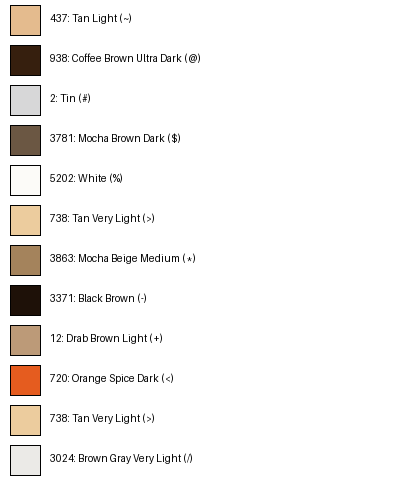 437: Tan Light (~)
938: Coffee Brown Ultra Dark (@)
2: Tin (#)
3781: Mocha Brown Dark ($)
5202: White (%)
738: Tan Very Light (>)
3863: Mocha Beige Medium (*)
3371: Black Brown (-)
12: Drab Brown Light (+)
720: Orange Spice Dark (<)
738: Tan Very Light (>)
3024: Brown Gray Very Light (/)